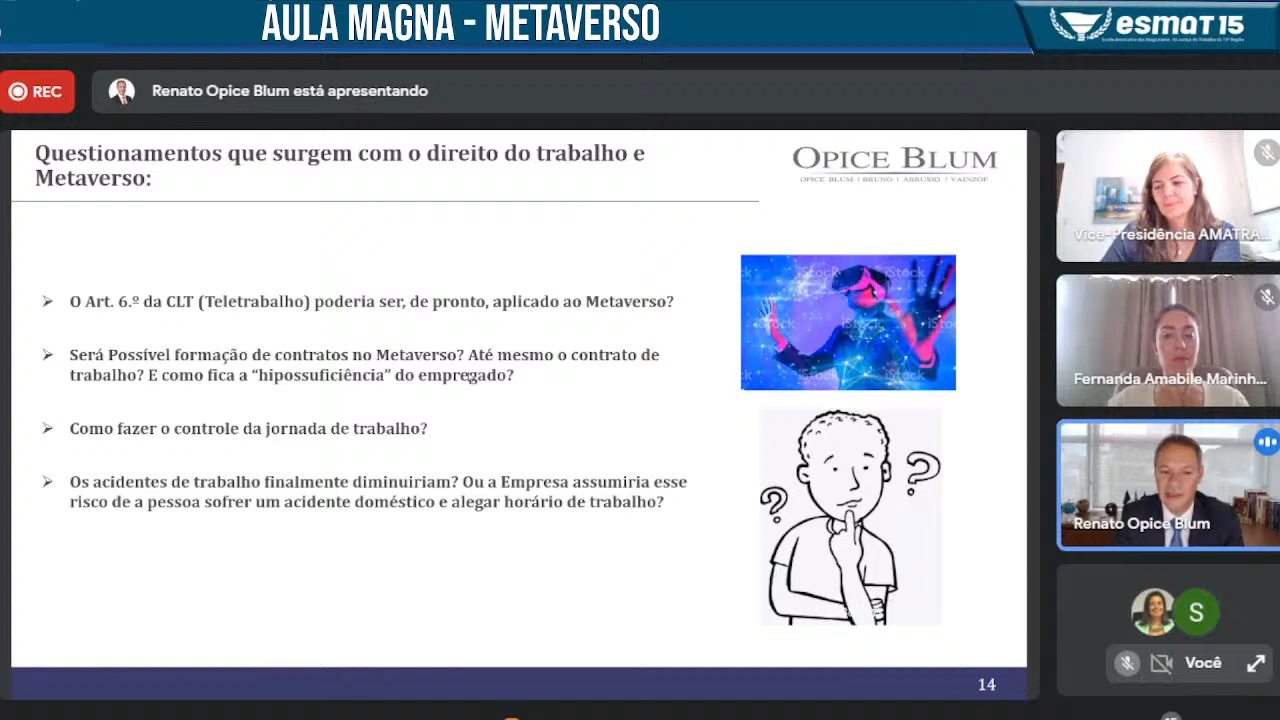 AULA MAGNA - METAVERSO
esmat 15
REC
Renato Opice Blum está apresentando
Questionamentos que surgem com o direito do trabalho e
Metaverso:
OPICE BLUM
OPICE BLUM | BRUNO | ABRUSIO | VAINZOF
➢ O Art. 6.º da CLT (Teletrabalho) poderia ser, de pronto, aplicado ao Metaverso?
➢ Será Possível formação de contratos no Metaverso? Até mesmo o contrato de
trabalho? E como fica a “hipossuficiência” do empregado?
➢ Como fazer o controle da jornada de trabalho?
➢ Os acidentes de trabalho finalmente diminuiriam? Ou a Empresa assumiria esse
risco de a pessoa sofrer um acidente doméstico e alegar horário de trabalho?
iStock
iStock
iStock
iStock
14
Vice-Presidência AMATRA...
Fernanda Amabile Marinh...
Renato Opice Blum
S
Você